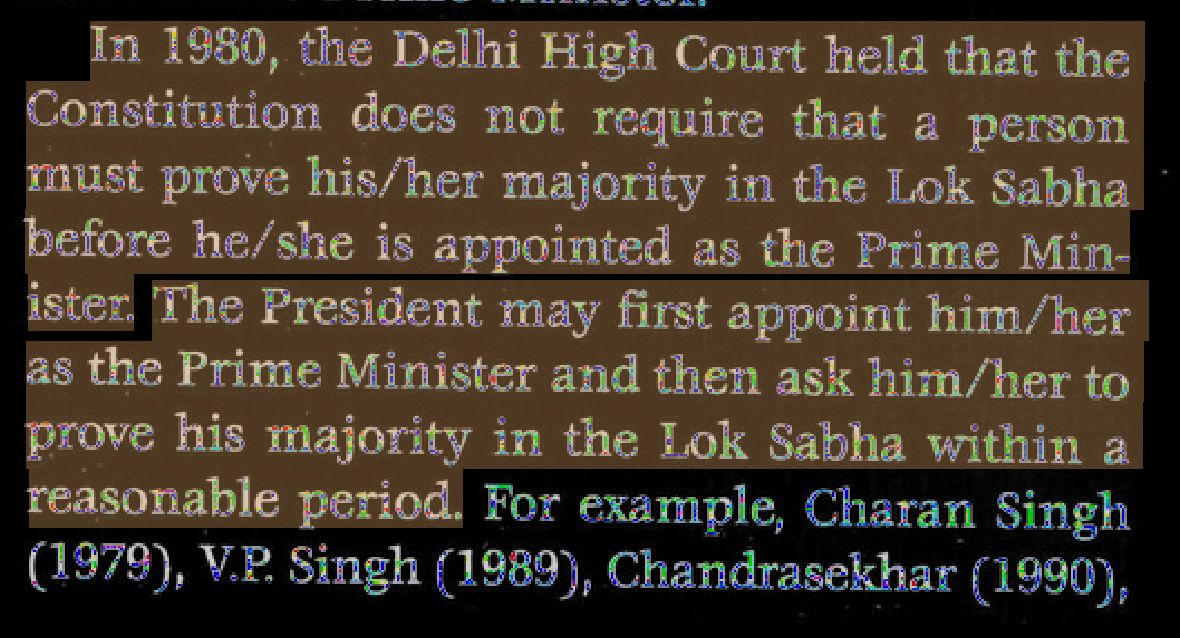 In 1980, the Delhi High Court held that the
Constitution does not require that a person
must prove his/her majority in the Lok Sabha
before he/she is appointed as the Prime Min-
ister. The President may first appoint him/her
as the Prime Minister and then ask him/her to
prove his majority in the Lok Sabha within a
reasonable period. For example, Charan Singh
(1979), V.P. Singh (1989), Chandrasekhar (1990),